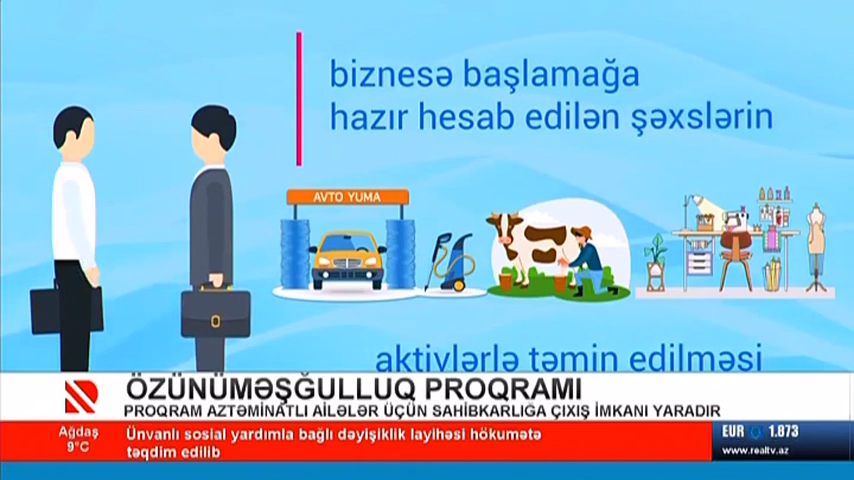 biznesə başlamağa
hazır hesab edilən şəxslərin
AVTO YUMA
aktivlərlə təmin edilməsi
ÖZÜNÜMƏŞĞULLUQ PROQRAMI
PROQRAM AZTƏMİNATLI AİLƏLƏR ÜÇÜN SAHİBKARLIĞA ÇIXIŞ İMKANI YARADIR
Ağdaş
9°C
Ünvanlı sosial yardımla bağlı dəyişiklik layihəsi hökumətə
təqdim edilib
EUR 1.873
www.realtv.az